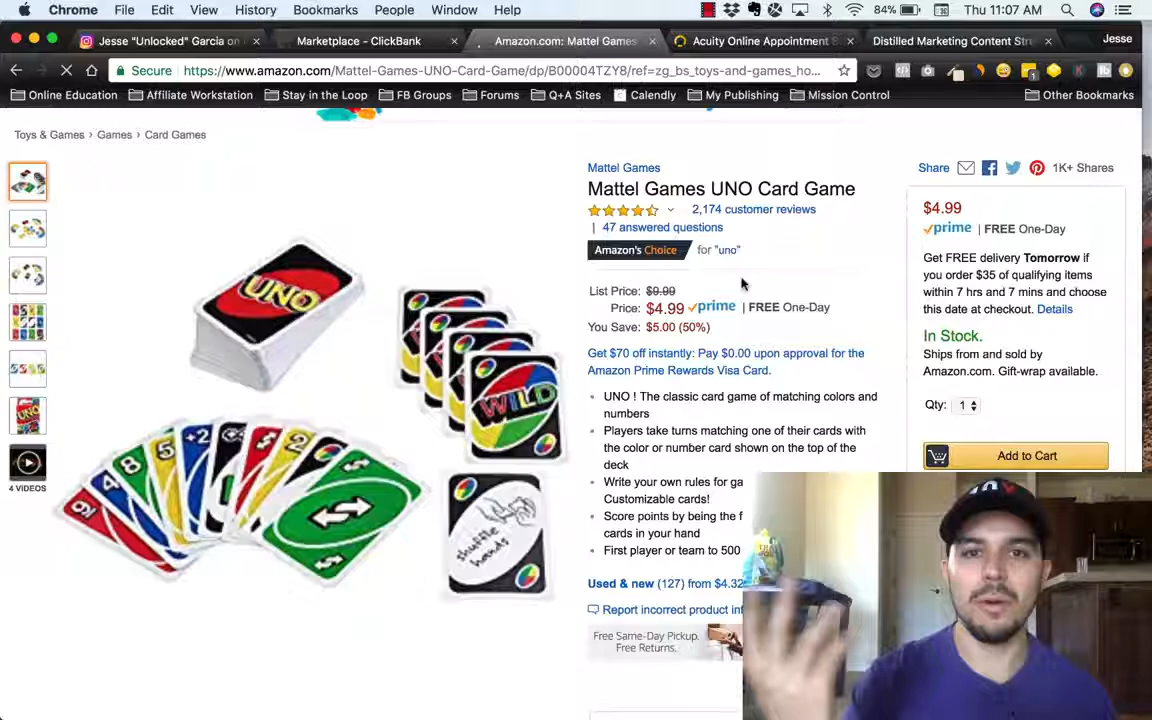 Chrome File Edit View History Bookmarks People Window Help 84% Thu 11:07 AM
Jesse "Unlocked" Garcia on Marketplace - ClickBank Amazon.com: Mattel Games Acuity Online Appointment Distilled Marketing Content Stra Jesse
Secure https://www.amazon.com/Mattel-Games-UNO-Card-Game/dp/B00004TZY8/ref=zg_bs_toys-and-games_ho...
Online Education Affiliate Workstation Stay in the Loop FB Groups Forums Q+A Sites Calendly My Publishing Mission Control Other Bookmarks
Toys & Games › Games › Card Games
4 VIDEOS
UNO
WILD
shuffle
hands
Mattel Games
Mattel Games UNO Card Game
2,174 customer reviews
| 47 answered questions
Amazon's Choice for "uno"
List Price: $9.99
Price: $4.99 prime | FREE One-Day
You Save: $5.00 (50%)
Get $70 off instantly: Pay $0.00 upon approval for the
Amazon Prime Rewards Visa Card.
UNO ! The classic card game of matching colors and
numbers
Players take turns matching one of their cards with
the color or number card shown on the top of the
deck
Write your own rules for ga
Customizable cards!
Score points by being the f
cards in your hand
First player or team to 500
Used & new (127) from $4.32
Report incorrect product inf
Free Same-Day Pickup.
Free Returns.
Share 1K+ Shares
$4.99
prime | FREE One-Day
Get FREE delivery Tomorrow if
you order $35 of qualifying items
within 7 hrs and 7 mins and choose
this date at checkout. Details
In Stock.
Ships from and sold by
Amazon.com. Gift-wrap available.
Qty: 1
Add to Cart